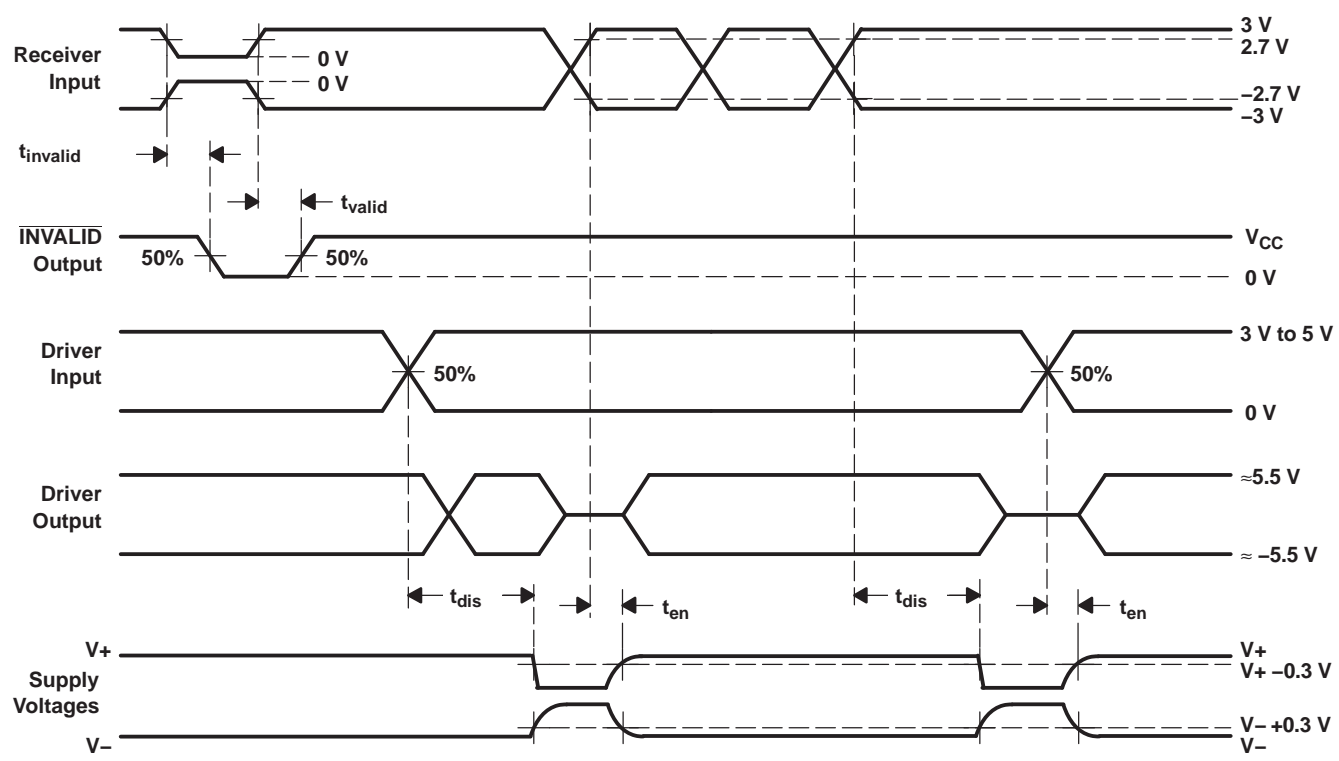 Receiver
Input
0 V
0 V
3 V
2.7 V
–2.7 V
–3 V
tinvalid
tvalid
INVALID
Output
50%
50%
VCC
0 V
Driver
Input
50%
50%
3 V to 5 V
0 V
Driver
Output
≈5.5 V
≈ –5.5 V
tdis
ten
tdis
ten
V+
Supply
Voltages
V–
V+
V+ –0.3 V
V– +0.3 V
V–